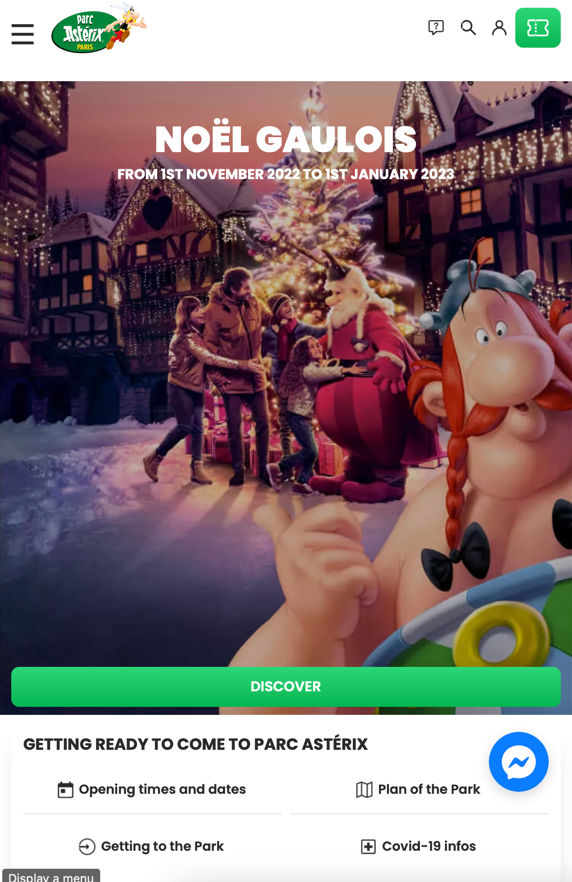 Parc
Astérix
PARIS
NOËL GAULOIS
FROM 1ST NOVEMBER 2022 TO 1ST JANUARY 2023
DISCOVER
GETTING READY TO COME TO PARC ASTÉRIX
Opening times and dates
Plan of the Park
Getting to the Park
Covid-19 infos
Display a menu